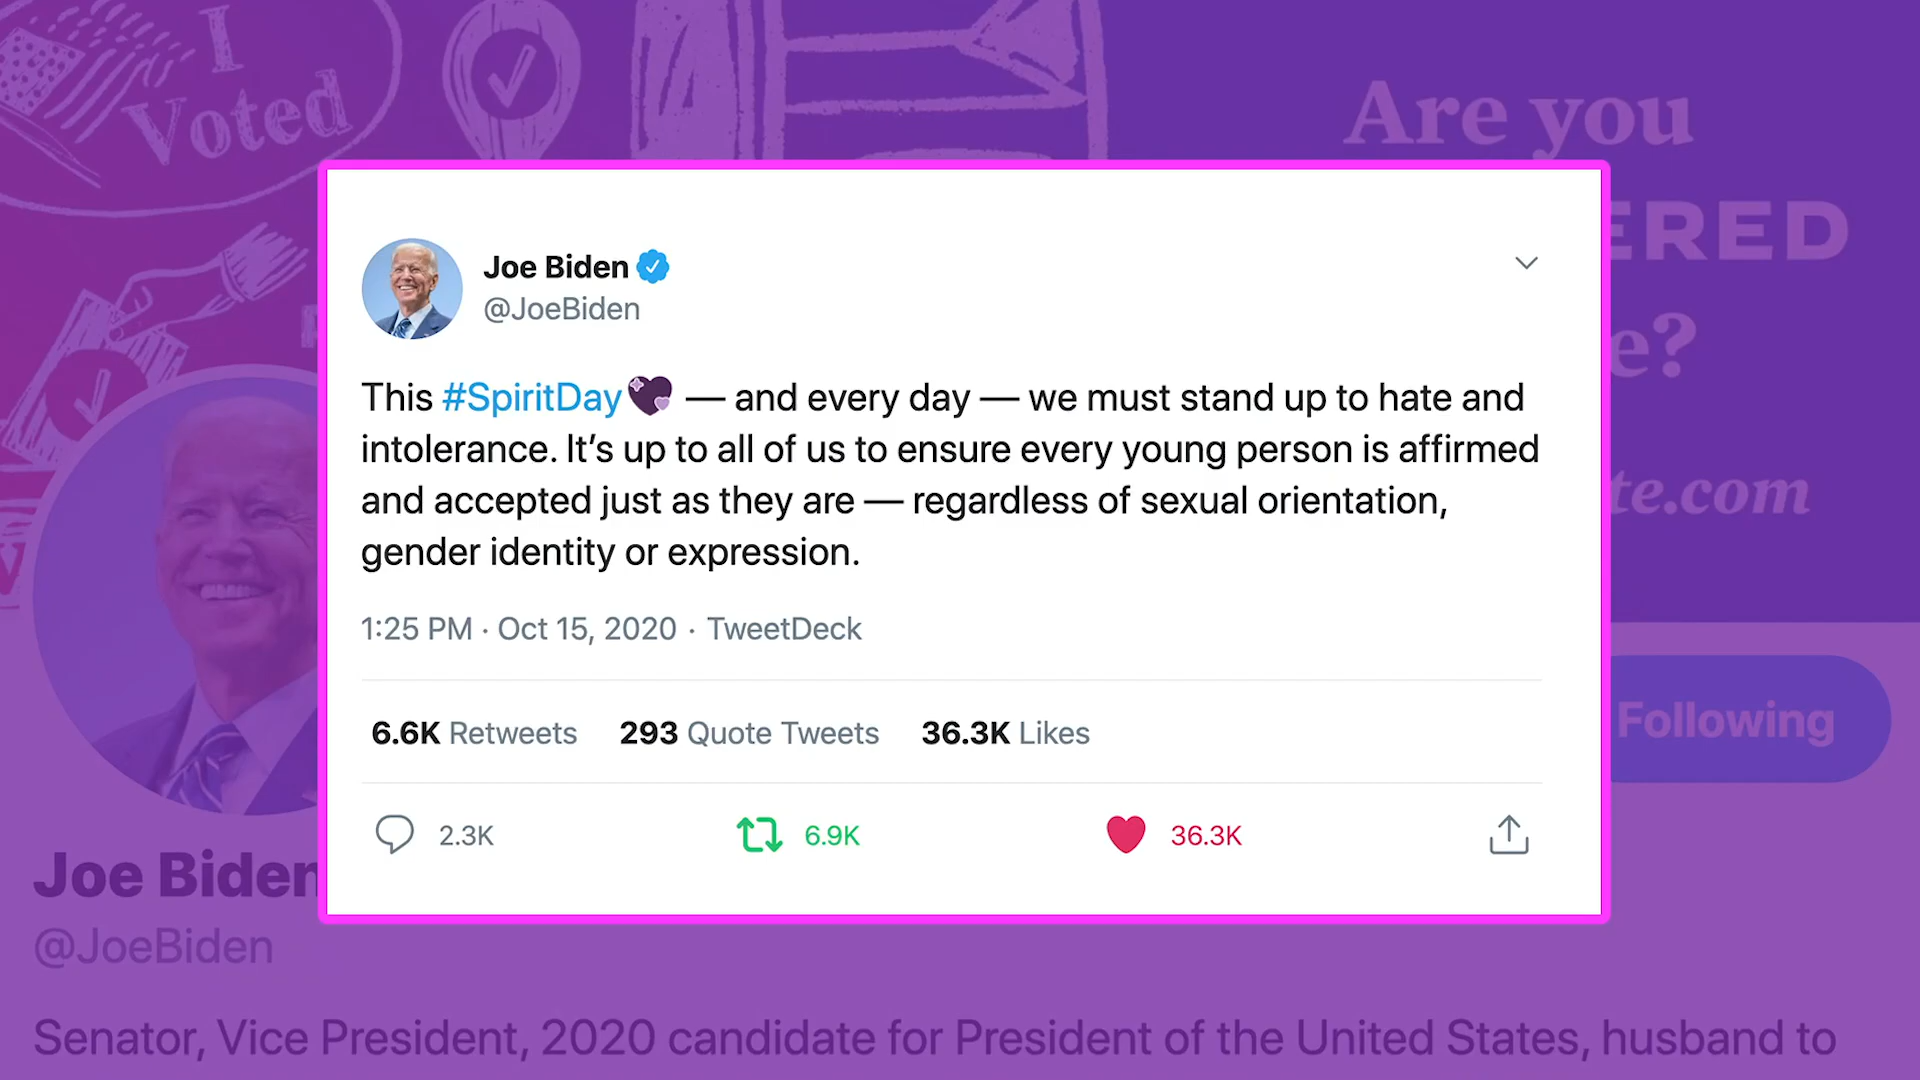 I
Voted
Are you
ERED
e?
te.com
Joe Biden
@JoeBiden
This #SpiritDay💜 — and every day — we must stand up to hate and
intolerance. It’s up to all of us to ensure every young person is affirmed
and accepted just as they are — regardless of sexual orientation,
gender identity or expression.
1:25 PM · Oct 15, 2020 · TweetDeck
6.6K Retweets 293 Quote Tweets 36.3K Likes
2.3K 6.9K 36.3K
Following
Joe Biden
@JoeBiden
Senator, Vice President, 2020 candidate for President of the United States, husband to